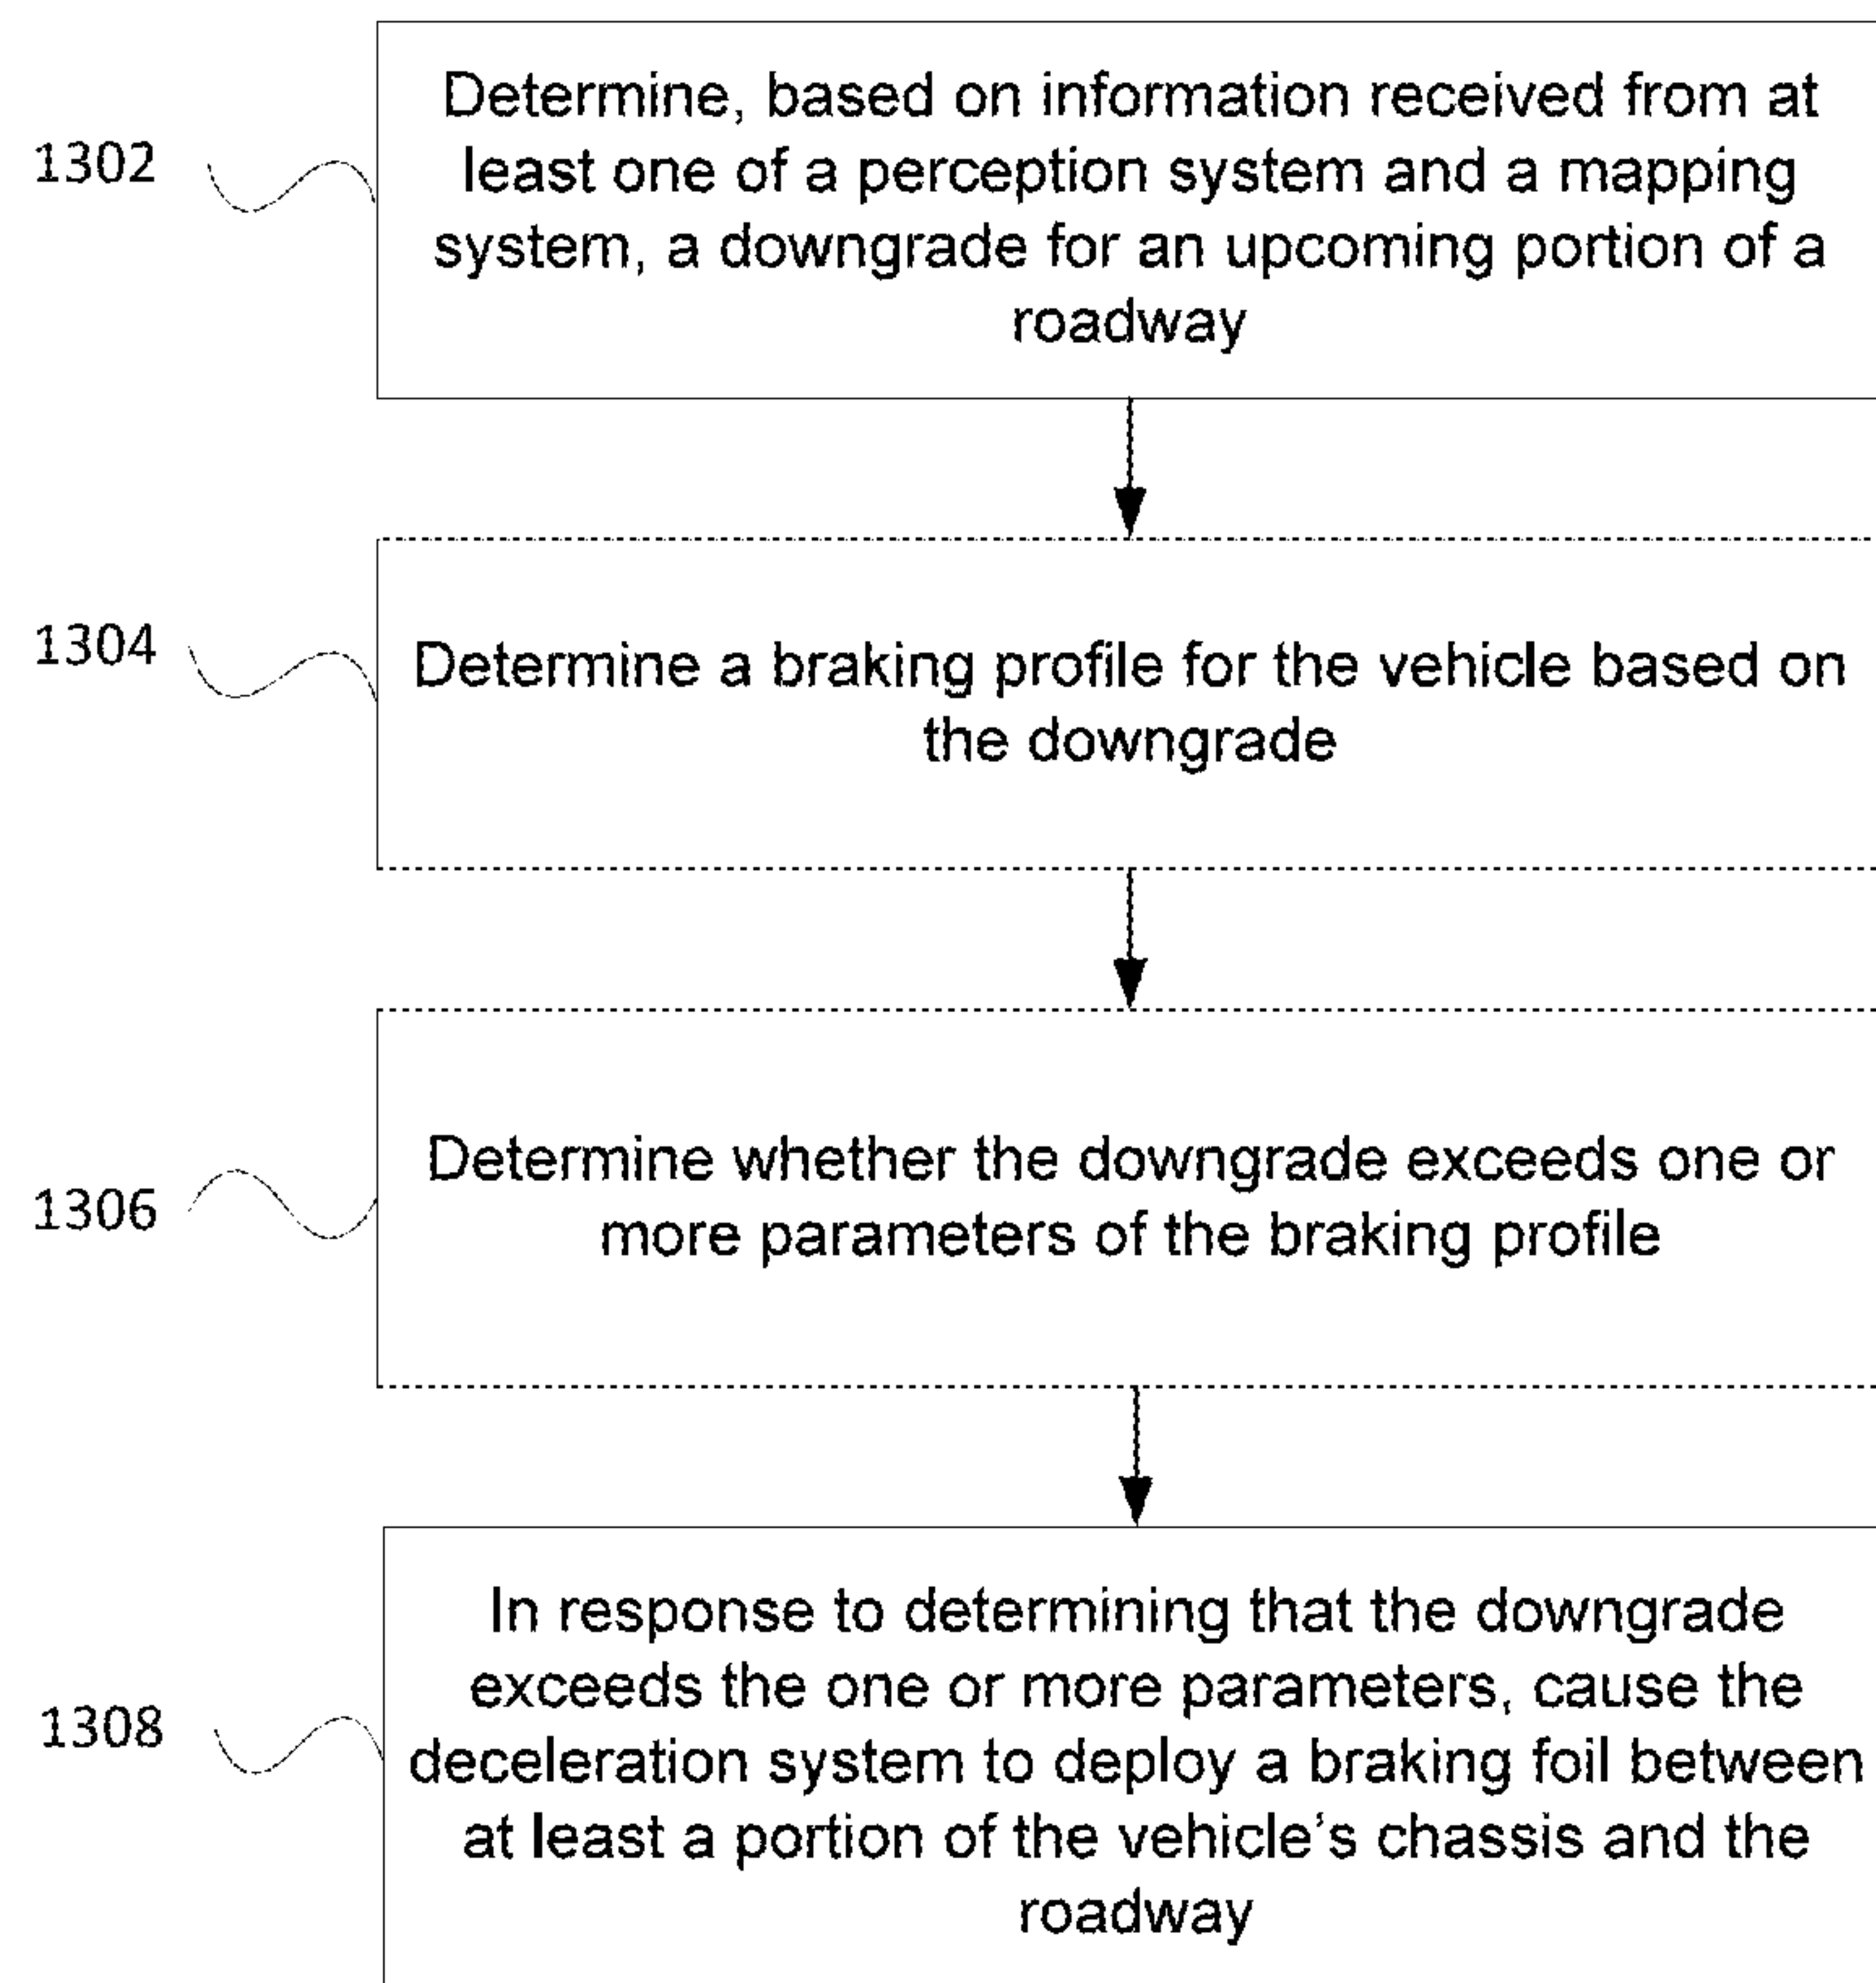 1302
Determine, based on information received from at
least one of a perception system and a mapping
system, a downgrade for an upcoming portion of a
roadway
1304
Determine a braking profile for the vehicle based on
the downgrade
1306
Determine whether the downgrade exceeds one or
more parameters of the braking profile
1308
In response to determining that the downgrade
exceeds the one or more parameters, cause the
deceleration system to deploy a braking foil between
at least a portion of the vehicle's chassis and the
roadway